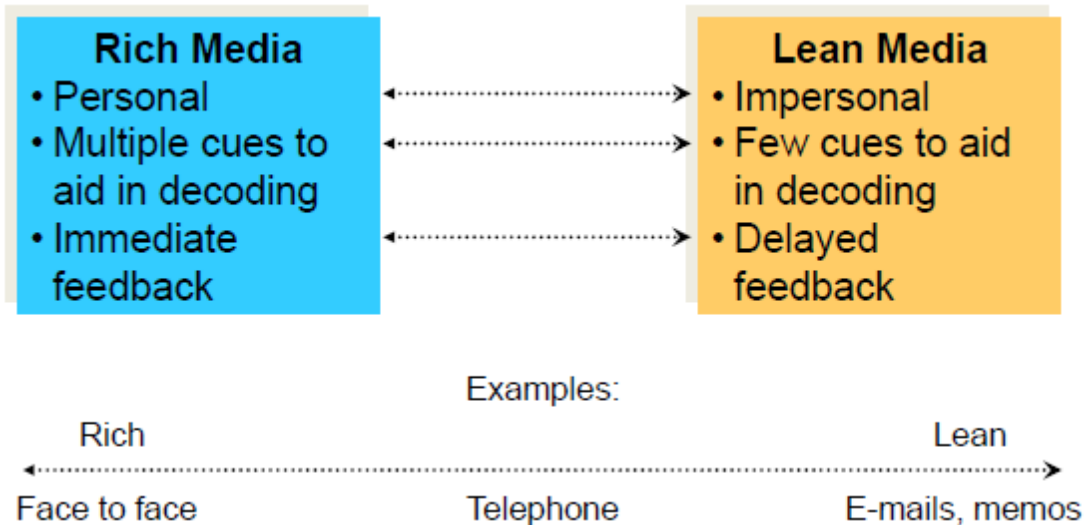 Rich Media
• Personal
• Multiple cues to
aid in decoding
• Immediate
feedback
Lean Media
• Impersonal
• Few cues to aid
in decoding
• Delayed
feedback
Examples:
Rich Lean
Face to face Telephone E-mails, memos